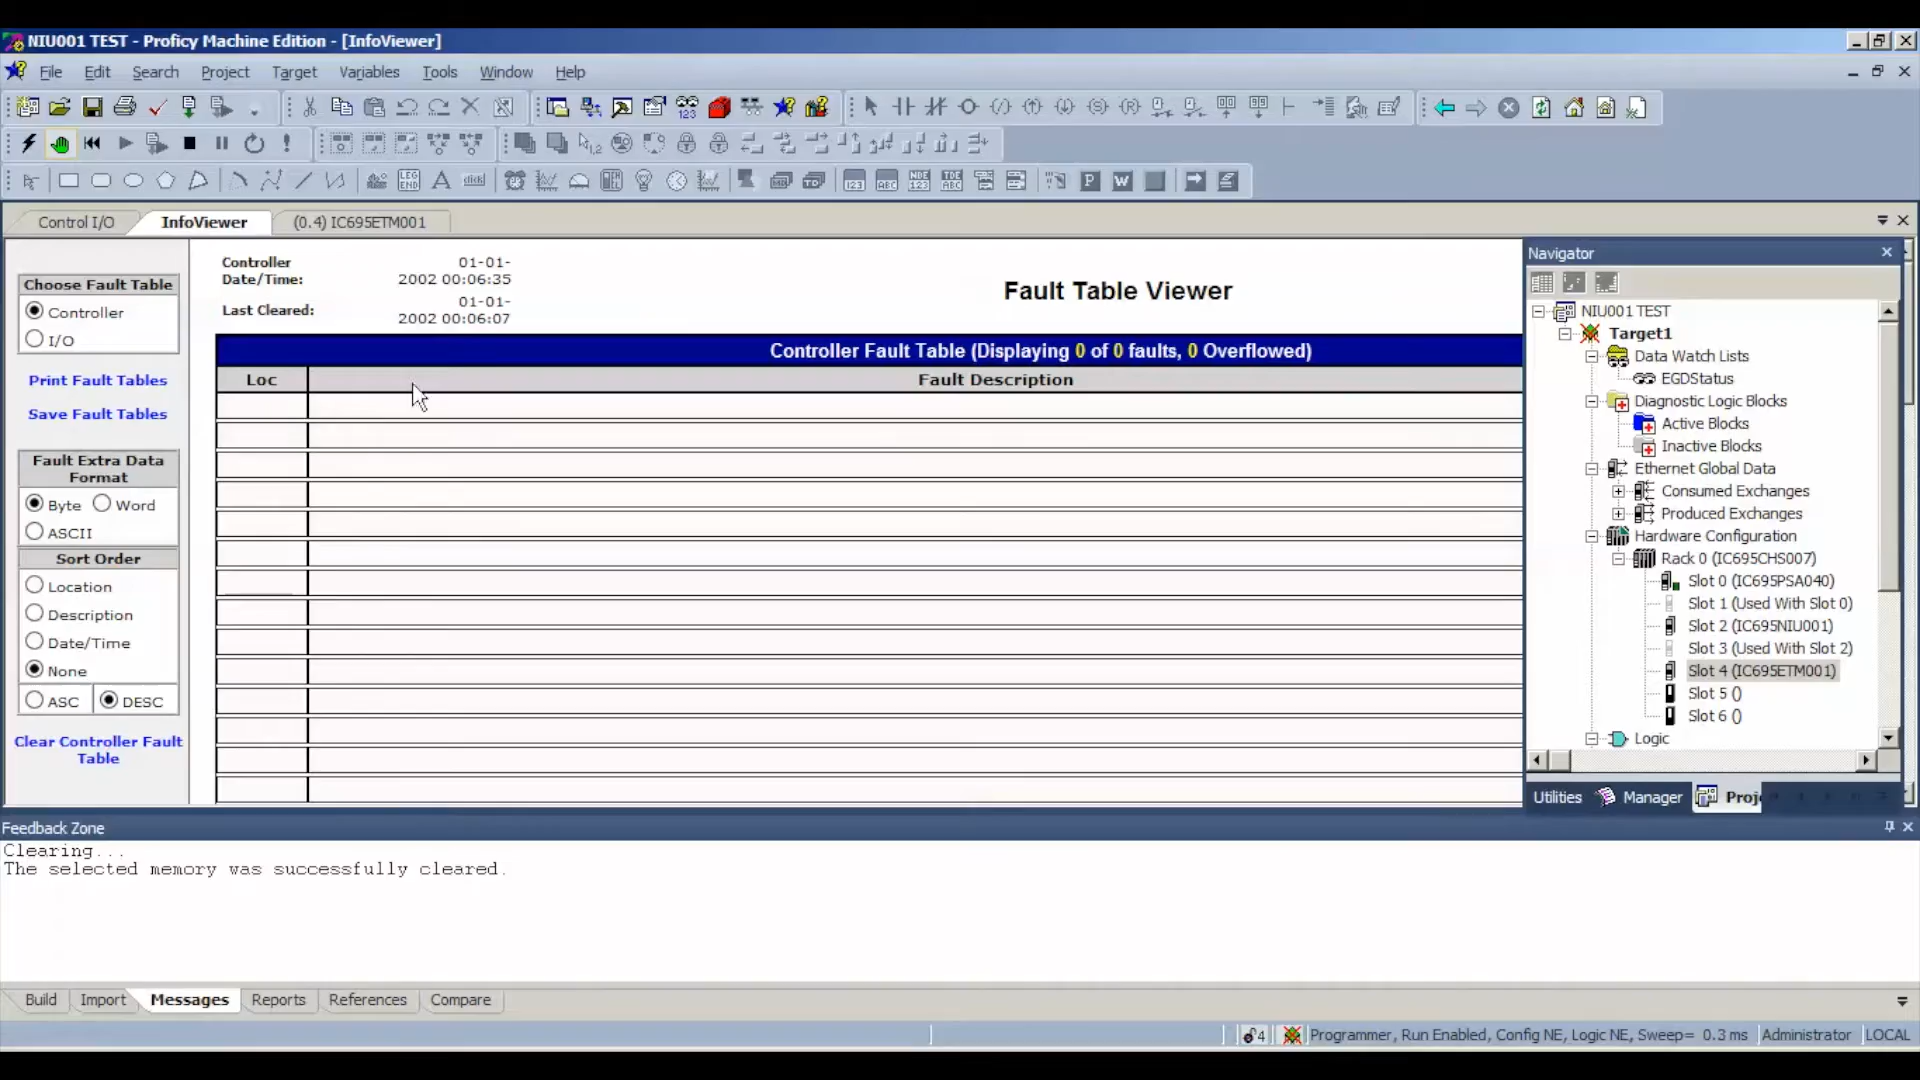 NIU001 TEST - Proficy Machine Edition - [InfoViewer]
File Edit Search Project Target Variables Tools Window Help
Control I/O InfoViewer (0.4) IC695ETM001
Choose Fault Table
Controller
I/O
Print Fault Tables
Save Fault Tables
Fault Extra Data
Format
Byte Word
ASCII
Sort Order
Location
Description
Date/Time
None
ASC DESC
Clear Controller Fault
Table
Controller 01-01-
Date/Time: 2002 00:06:35
01-01-
Last Cleared: 2002 00:06:07
Fault Table Viewer
Controller Fault Table (Displaying 0 of 0 faults, 0 Overflowed)
Loc Fault Description
Navigator
NIU001 TEST
Target1
Data Watch Lists
EGDStatus
Diagnostic Logic Blocks
Active Blocks
Inactive Blocks
Ethernet Global Data
Consumed Exchanges
Produced Exchanges
Hardware Configuration
Rack 0 (IC695CHS007)
Slot 0 (IC695PSA040)
Slot 1 (Used With Slot 0)
Slot 2 (IC695NIU001)
Slot 3 (Used With Slot 2)
Slot 4 (IC695ETM001)
Slot 5 ()
Slot 6 ()
Logic
Utilities Manager Proj
Feedback Zone
Clearing...
The selected memory was successfully cleared.
Build Import Messages Reports References Compare
4 Programmer, Run Enabled, Config NE, Logic NE, Sweep= 0.3 ms Administrator LOCAL